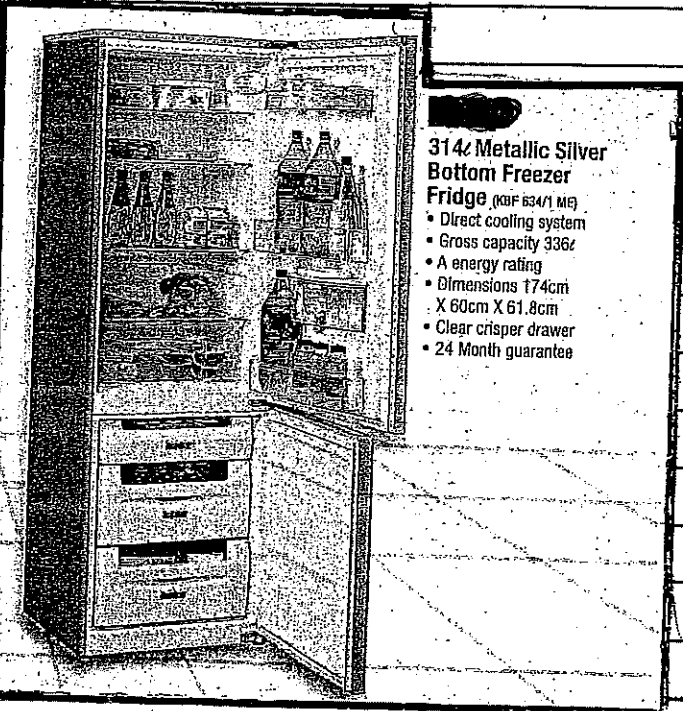 314ℓ Metallic Silver
Bottom Freezer
Fridge (KBF 634/1 ME)
• Direct cooling system
• Gross capacity 336ℓ
• A energy rating
• Dimensions 174cm
X 60cm X 61.8cm
• Clear crisper drawer
• 24 Month guarantee